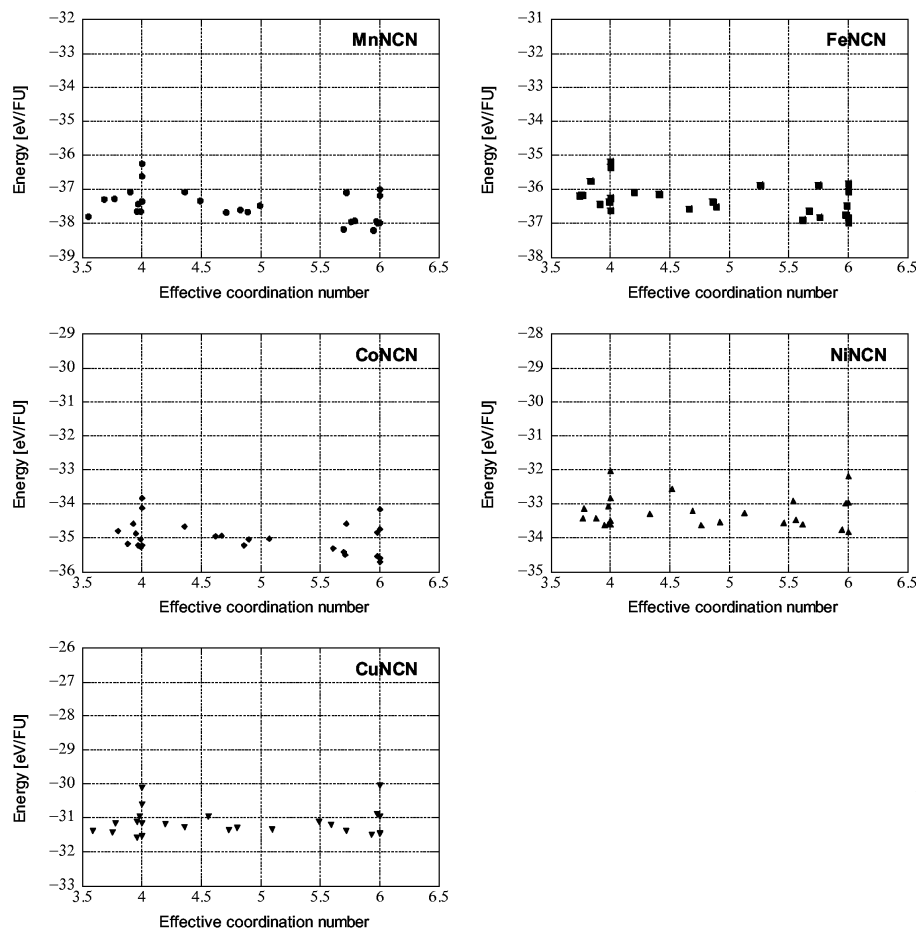 −32
−33
−34
−35
−36
−37
−38
−39
Energy [eV/FU]
MnNCN
3.5 4 4.5 5 5.5 6 6.5
Effective coordination number
−31
−32
−33
−34
−35
−36
−37
−38
Energy [eV/FU]
FeNCN
3.5 4 4.5 5 5.5 6 6.5
Effective coordination number
−29
−30
−31
−32
−33
−34
−35
−36
Energy [eV/FU]
CoNCN
3.5 4 4.5 5 5.5 6 6.5
Effective coordination number
−28
−29
−30
−31
−32
−33
−34
−35
Energy [eV/FU]
NiNCN
3.5 4 4.5 5 5.5 6 6.5
Effective coordination number
−26
−27
−28
−29
−30
−31
−32
−33
Energy [eV/FU]
CuNCN
3.5 4 4.5 5 5.5 6 6.5
Effective coordination number